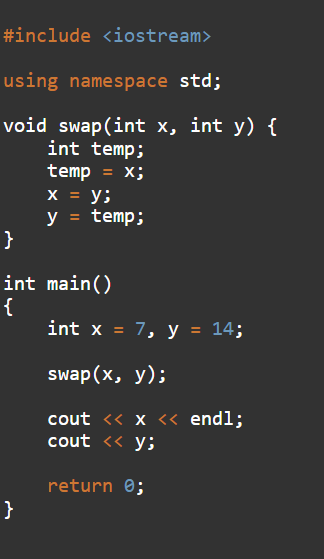 #include <iostream>
using namespace std;
void swap(int x, int y) {
    int temp;
    temp = x;
    x = y;
    y = temp;
}
int main()
{
    int x = 7, y = 14;
    swap(x, y);
    cout << x << endl;
    cout << y;
    return 0;
}